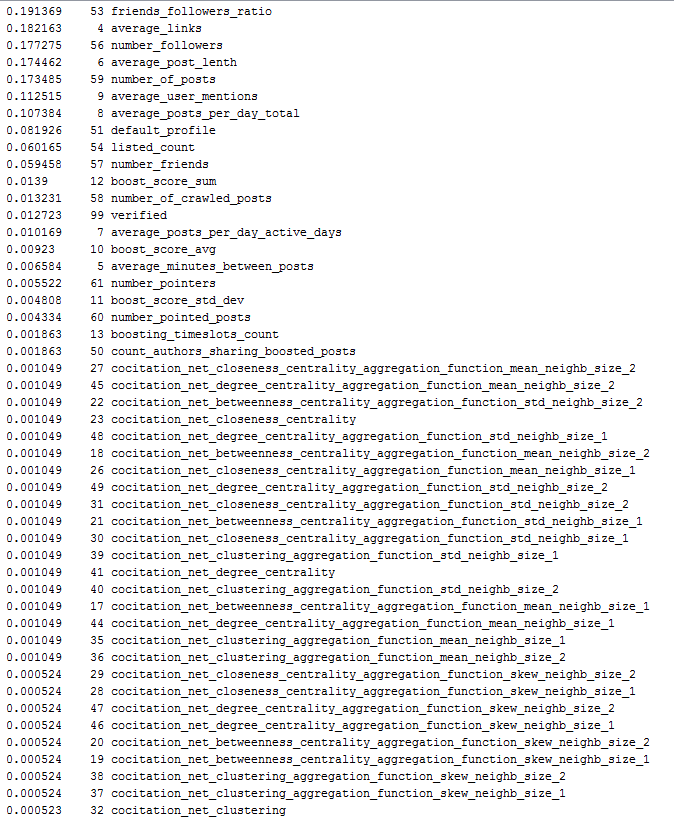 0.191369 53 friends_followers_ratio
0.182163 4 average_links
0.177275 56 number_followers
0.174462 6 average_post_lenth
0.173485 59 number_of_posts
0.112515 9 average_user_mentions
0.107384 8 average_posts_per_day_total
0.081926 51 default_profile
0.060165 54 listed_count
0.059458 57 number_friends
0.0139 12 boost_score_sum
0.013231 58 number_of_crawled_posts
0.012723 99 verified
0.010169 7 average_posts_per_day_active_days
0.00923 10 boost_score_avg
0.006584 5 average_minutes_between_posts
0.005522 61 number_pointers
0.004808 11 boost_score_std_dev
0.004334 60 number_pointed_posts
0.001863 13 boosting_timeslots_count
0.001863 50 count_authors_sharing_boosted_posts
0.001049 27 cocitation_net_closeness_centrality_aggregation_function_mean_neighb_size_2
0.001049 45 cocitation_net_degree_centrality_aggregation_function_mean_neighb_size_2
0.001049 22 cocitation_net_betweenness_centrality_aggregation_function_std_neighb_size_2
0.001049 23 cocitation_net_closeness_centrality
0.001049 48 cocitation_net_degree_centrality_aggregation_function_std_neighb_size_1
0.001049 18 cocitation_net_betweenness_centrality_aggregation_function_mean_neighb_size_2
0.001049 26 cocitation_net_closeness_centrality_aggregation_function_mean_neighb_size_1
0.001049 49 cocitation_net_degree_centrality_aggregation_function_std_neighb_size_2
0.001049 31 cocitation_net_closeness_centrality_aggregation_function_std_neighb_size_2
0.001049 21 cocitation_net_betweenness_centrality_aggregation_function_std_neighb_size_1
0.001049 30 cocitation_net_closeness_centrality_aggregation_function_std_neighb_size_1
0.001049 39 cocitation_net_clustering_aggregation_function_std_neighb_size_1
0.001049 41 cocitation_net_degree_centrality
0.001049 40 cocitation_net_clustering_aggregation_function_std_neighb_size_2
0.001049 17 cocitation_net_betweenness_centrality_aggregation_function_mean_neighb_size_1
0.001049 44 cocitation_net_degree_centrality_aggregation_function_mean_neighb_size_1
0.001049 35 cocitation_net_clustering_aggregation_function_mean_neighb_size_1
0.001049 36 cocitation_net_clustering_aggregation_function_mean_neighb_size_2
0.000524 29 cocitation_net_closeness_centrality_aggregation_function_skew_neighb_size_2
0.000524 28 cocitation_net_closeness_centrality_aggregation_function_skew_neighb_size_1
0.000524 47 cocitation_net_degree_centrality_aggregation_function_skew_neighb_size_2
0.000524 46 cocitation_net_degree_centrality_aggregation_function_skew_neighb_size_1
0.000524 20 cocitation_net_betweenness_centrality_aggregation_function_skew_neighb_size_2
0.000524 19 cocitation_net_betweenness_centrality_aggregation_function_skew_neighb_size_1
0.000524 38 cocitation_net_clustering_aggregation_function_skew_neighb_size_2
0.000524 37 cocitation_net_clustering_aggregation_function_skew_neighb_size_1
0.000523 32 cocitation_net_clustering